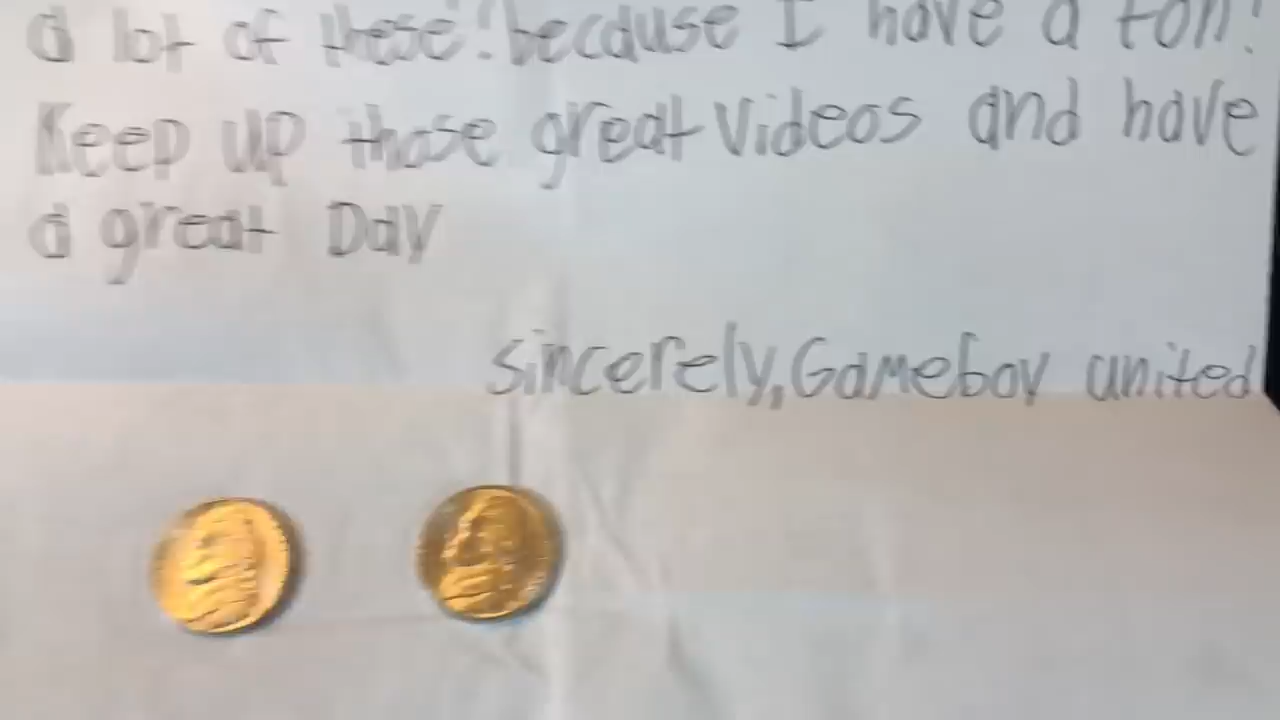 a lot of these! because I have a ton!
Keep up those great Videos and have
a great Day
sincerely, Gameboy united